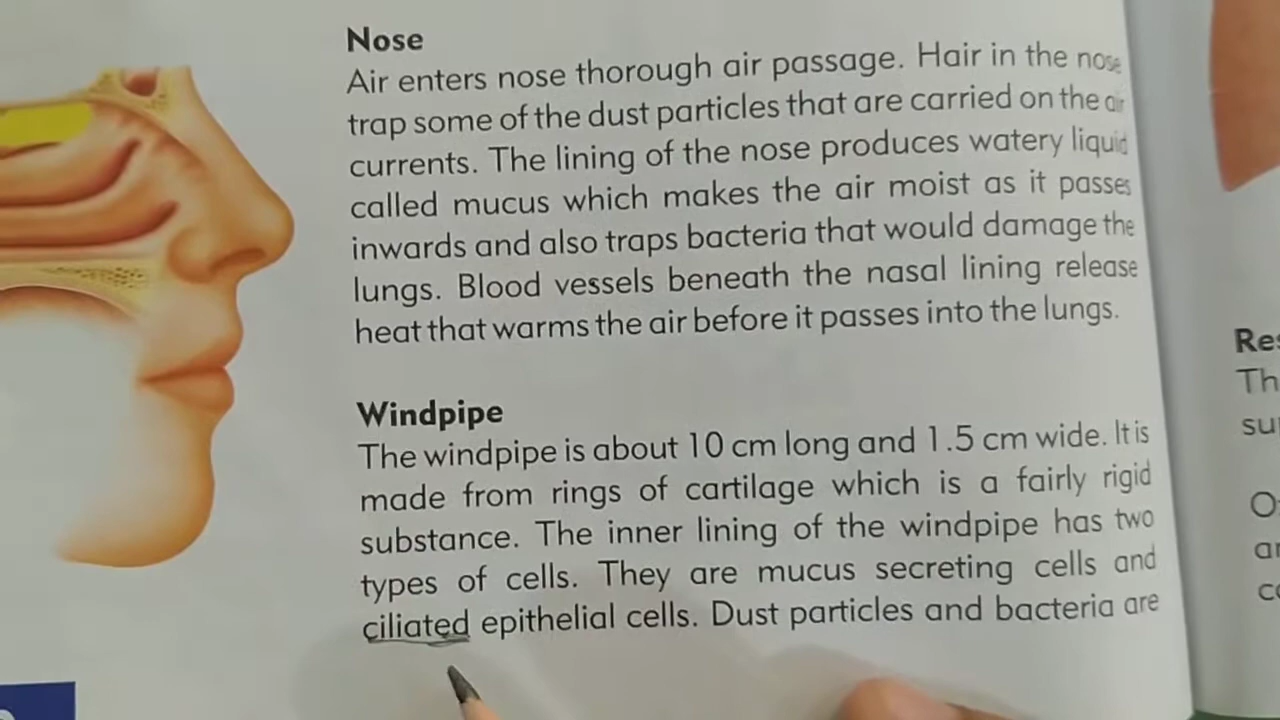 Nose
Air enters nose thorough air passage. Hair in the nose
trap some of the dust particles that are carried on the air
currents. The lining of the nose produces watery liquid
called mucus which makes the air moist as it passes
inwards and also traps bacteria that would damage the
lungs. Blood vessels beneath the nasal lining release
heat that warms the air before it passes into the lungs.
Windpipe
The windpipe is about 10 cm long and 1.5 cm wide. It is
made from rings of cartilage which is a fairly rigid
substance. The inner lining of the windpipe has two
types of cells. They are mucus secreting cells and
ciliated epithelial cells. Dust particles and bacteria are